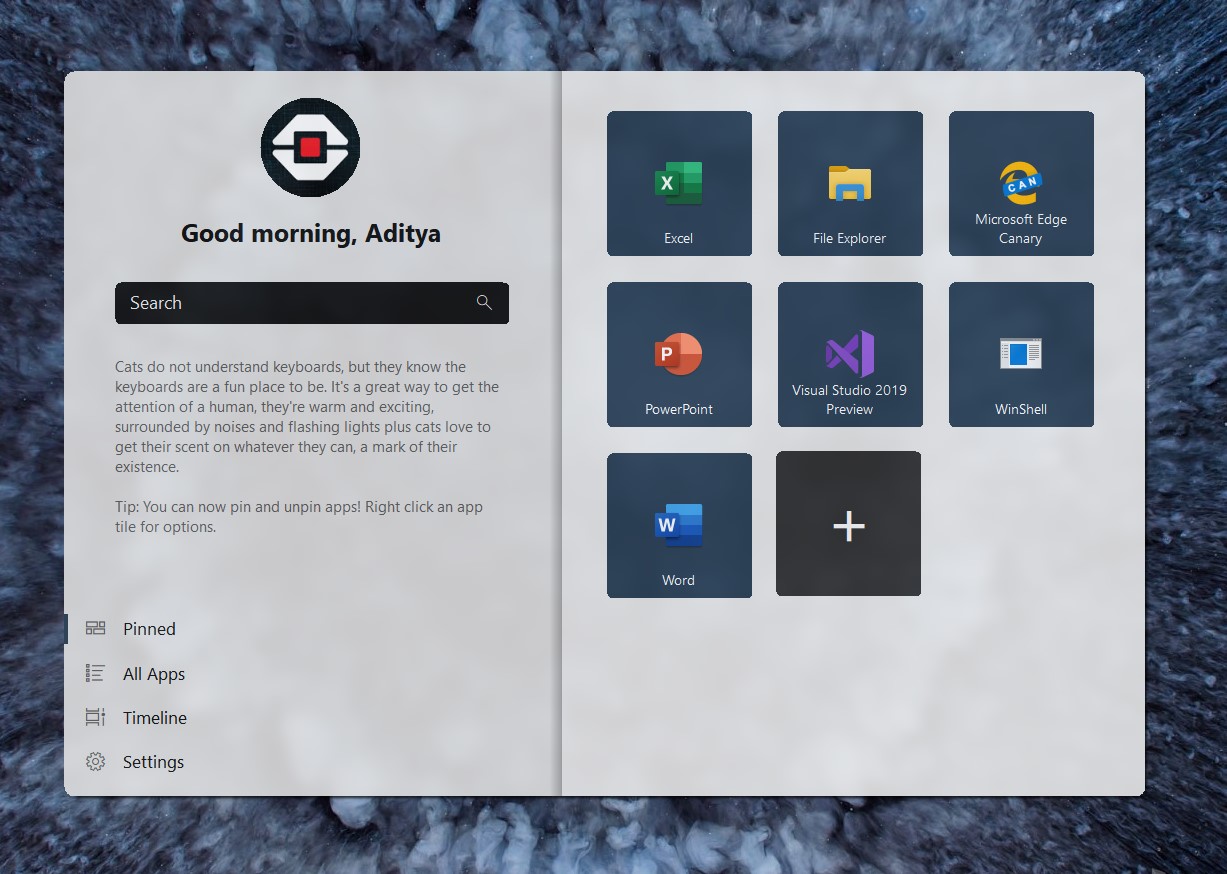 Good morning, Aditya
Search
Cats do not understand keyboards, but they know the
keyboards are a fun place to be. It's a great way to get the
attention of a human, they're warm and exciting,
surrounded by noises and flashing lights plus cats love to
get their scent on whatever they can, a mark of their
existence.
Tip: You can now pin and unpin apps! Right click an app
tile for options.
Pinned
All Apps
Timeline
Settings
X
Excel
File Explorer
CAN
Microsoft Edge
Canary
P
PowerPoint
Visual Studio 2019
Preview
WinShell
W
Word